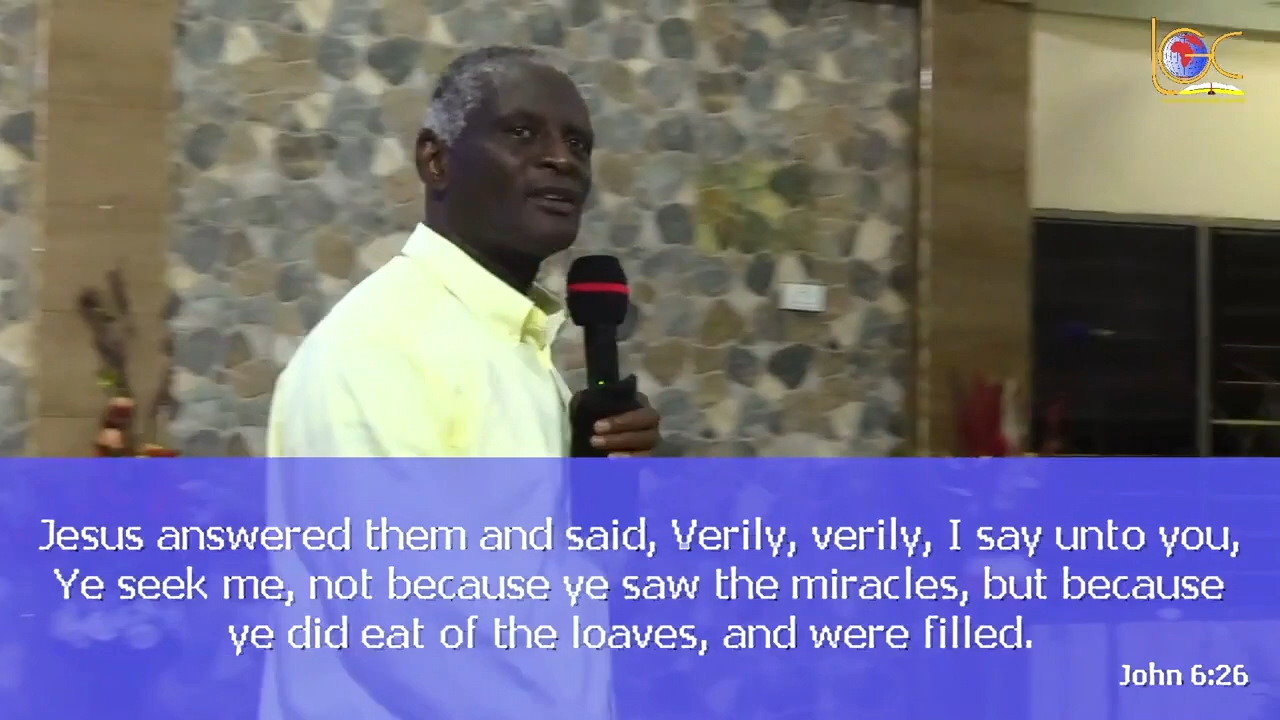 LGC
Jesus answered them and said, Verily, verily, I say unto you,
Ye seek me, not because ye saw the miracles, but because
ye did eat of the loaves, and were filled.
John 6:26